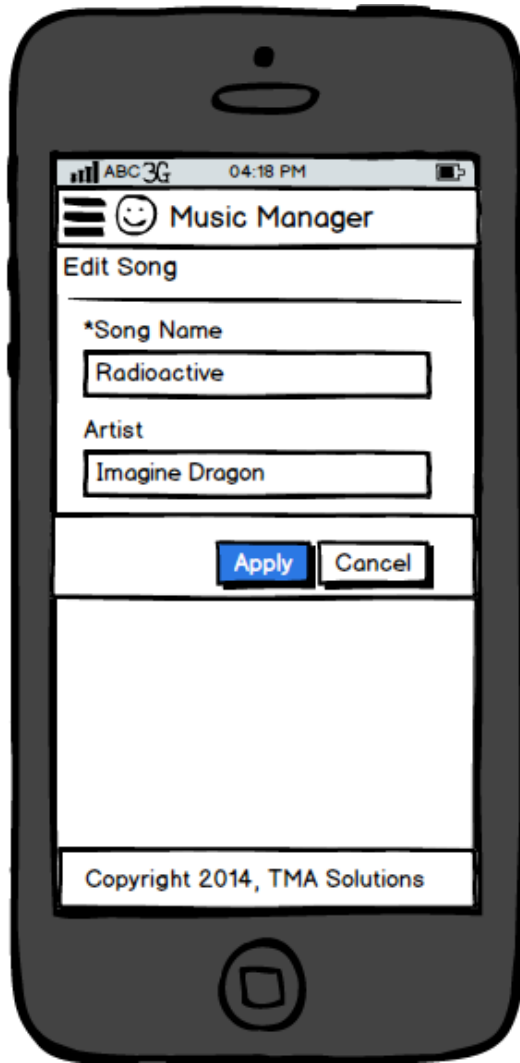 ABC 3G 04:18 PM
Music Manager
Edit Song
*Song Name
Radioactive
Artist
Imagine Dragon
Apply Cancel
Copyright 2014, TMA Solutions